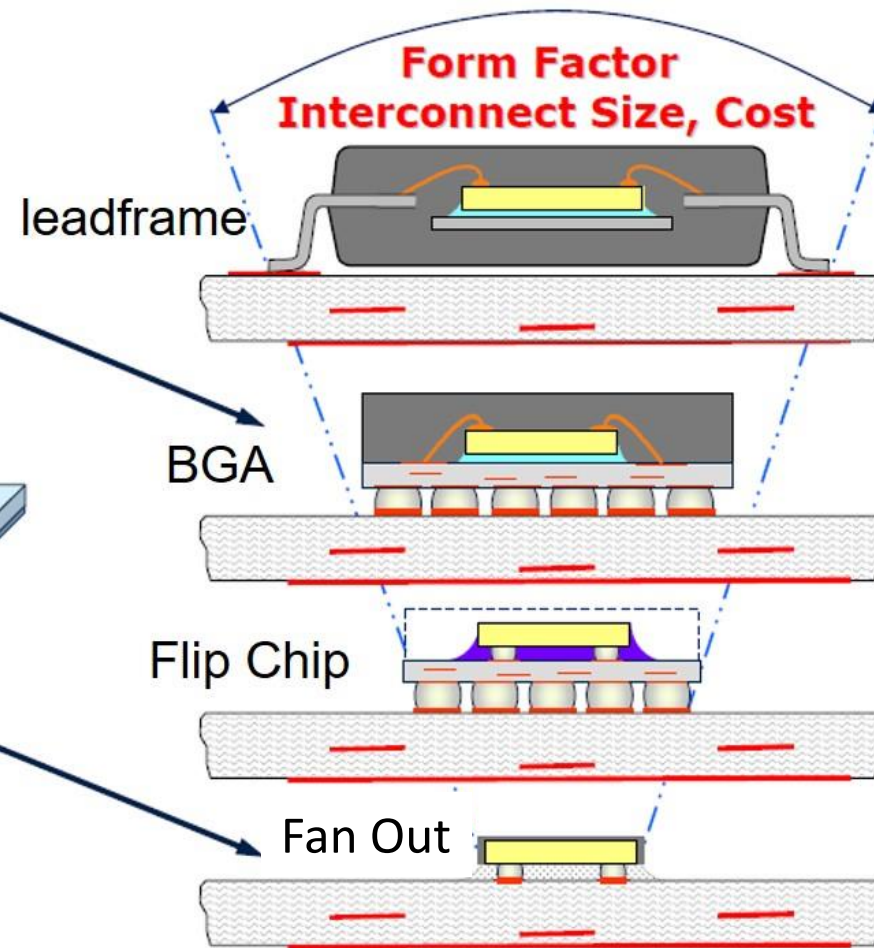 Form Factor
Interconnect Size, Cost
leadframe
BGA
Flip Chip
Fan Out